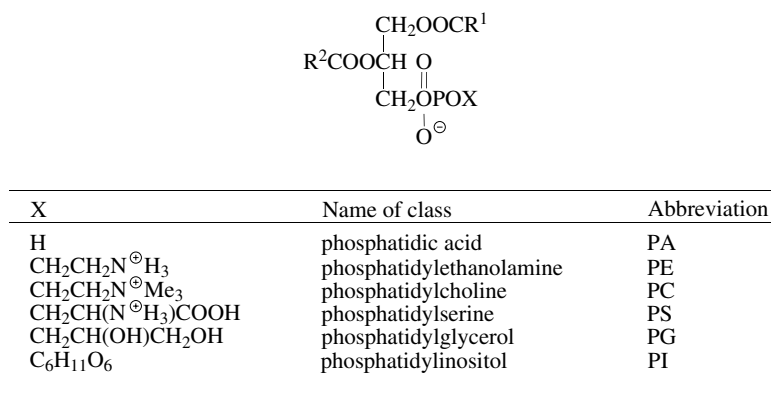 CH₂OOCR¹
R²COOCH O
CH₂OPOX
O⊖
X Name of class Abbreviation
H phosphatidic acid PA
CH₂CH₂N⊕H₃ phosphatidylethanolamine PE
CH₂CH₂N⊕Me₃ phosphatidylcholine PC
CH₂CH(N⊕H₃)COOH phosphatidylserine PS
CH₂CH(OH)CH₂OH phosphatidylglycerol PG
C₆H₁₁O₆ phosphatidylinositol PI